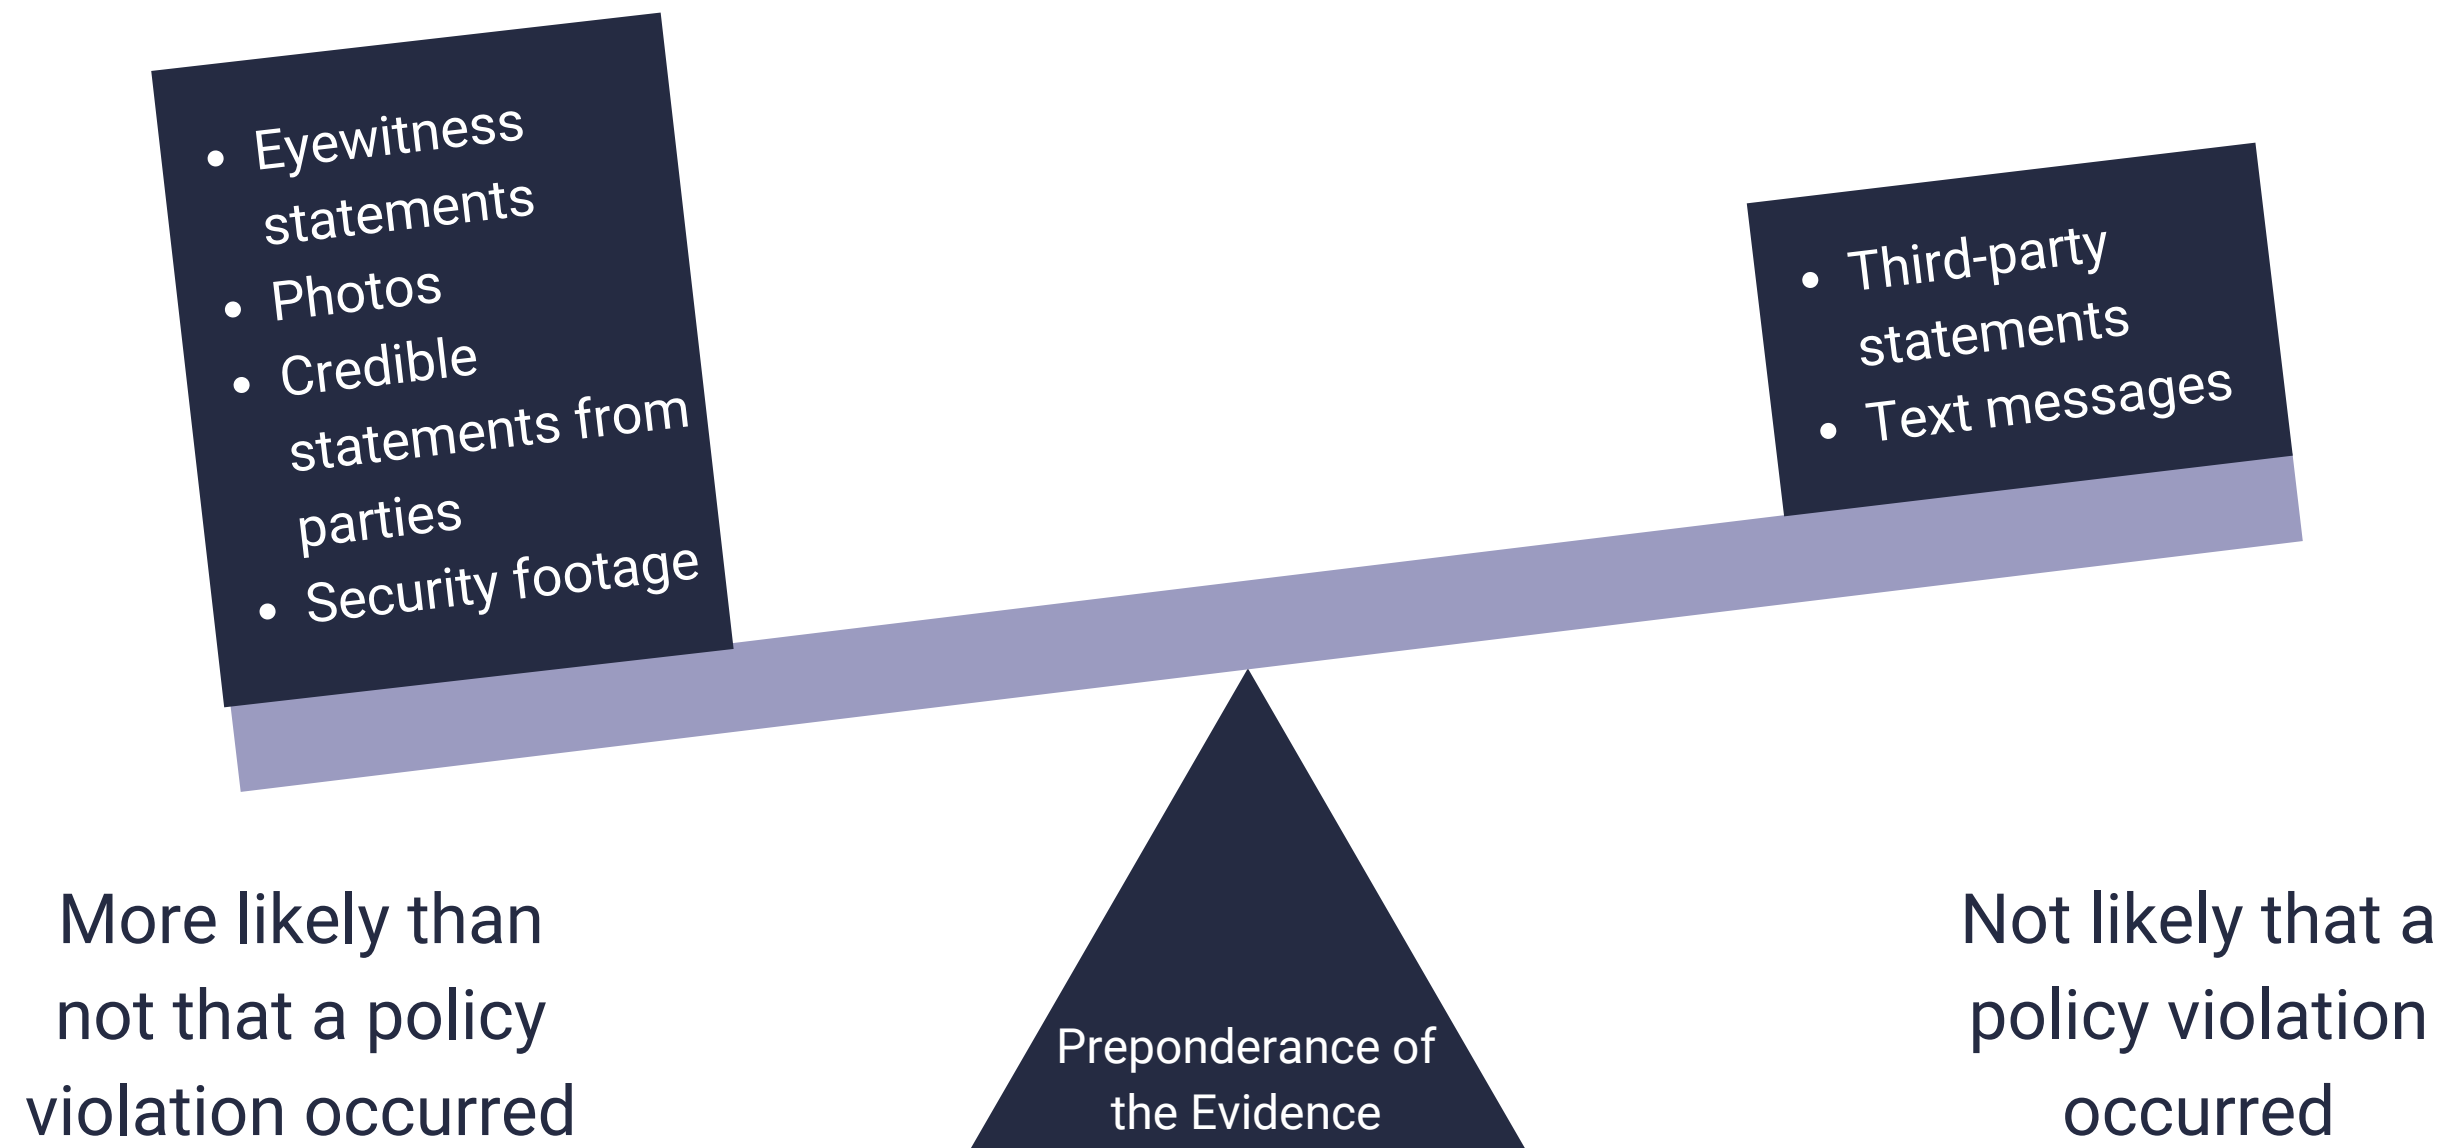 • Eyewitness
statements
• Photos
• Credible
statements from
parties
• Security footage
• Third-party
statements
• Text messages
More likely than
not that a policy
violation occurred
Preponderance of
the Evidence
Not likely that a
policy violation
occurred